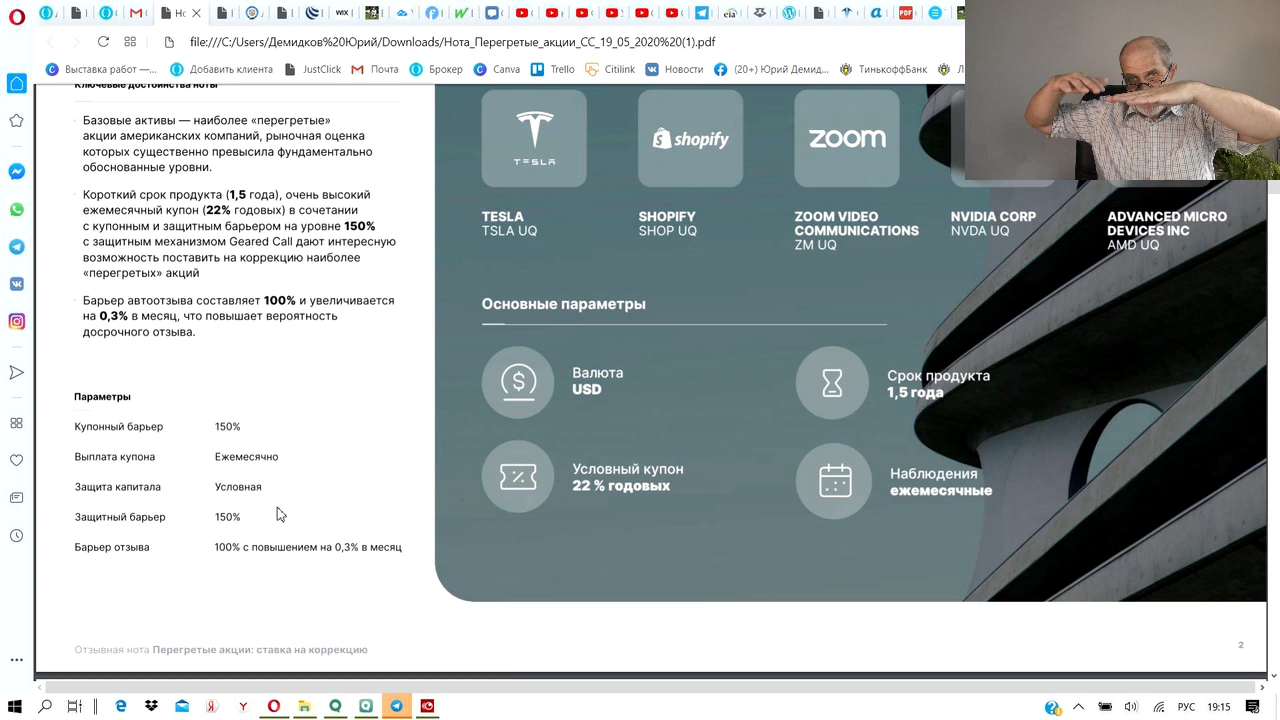 WIX
eia
PDF
file:///C:/Users/Демидков%20Юрий/Downloads/Нота_Перегретые_акции_СС_19_05_2020%20(1).pdf
Выставка работ —...
Добавить клиента
JustClick
Почта
Брокер
Canva
Trello
Citilink
Новости
(20+) Юрий Демид...
ТинькоффБанк
Ключевые достоинства ноты
Базовые активы — наиболее «перегретые»
акции американских компаний, рыночная оценка
которых существенно превысила фундаментально
обоснованные уровни.
Короткий срок продукта (1,5 года), очень высокий
ежемесячный купон (22% годовых) в сочетании
с купонным и защитным барьером на уровне 150%
с защитным механизмом Geared Call дают интересную
возможность поставить на коррекцию наиболее
«перегретых» акций
Барьер автоотзыва составляет 100% и увеличивается
на 0,3% в месяц, что повышает вероятность
досрочного отзыва.
Параметры
Купонный барьер 150%
Выплата купона Ежемесячно
Защита капитала Условная
Защитный барьер 150%
Барьер отзыва 100% с повышением на 0,3% в месяц
TESLA
shopify
zoom
TESLA
TSLA UQ
SHOPIFY
SHOP UQ
ZOOM VIDEO
COMMUNICATIONS
ZM UQ
NVIDIA CORP
NVDA UQ
ADVANCED MICRO
DEVICES INC
AMD UQ
Основные параметры
Валюта
USD
Срок продукта
1,5 года
Условный купон
22 % годовых
Наблюдения
ежемесячные
Отзывная нота Перегретые акции: ставка на коррекцию
2
РУС
19:15